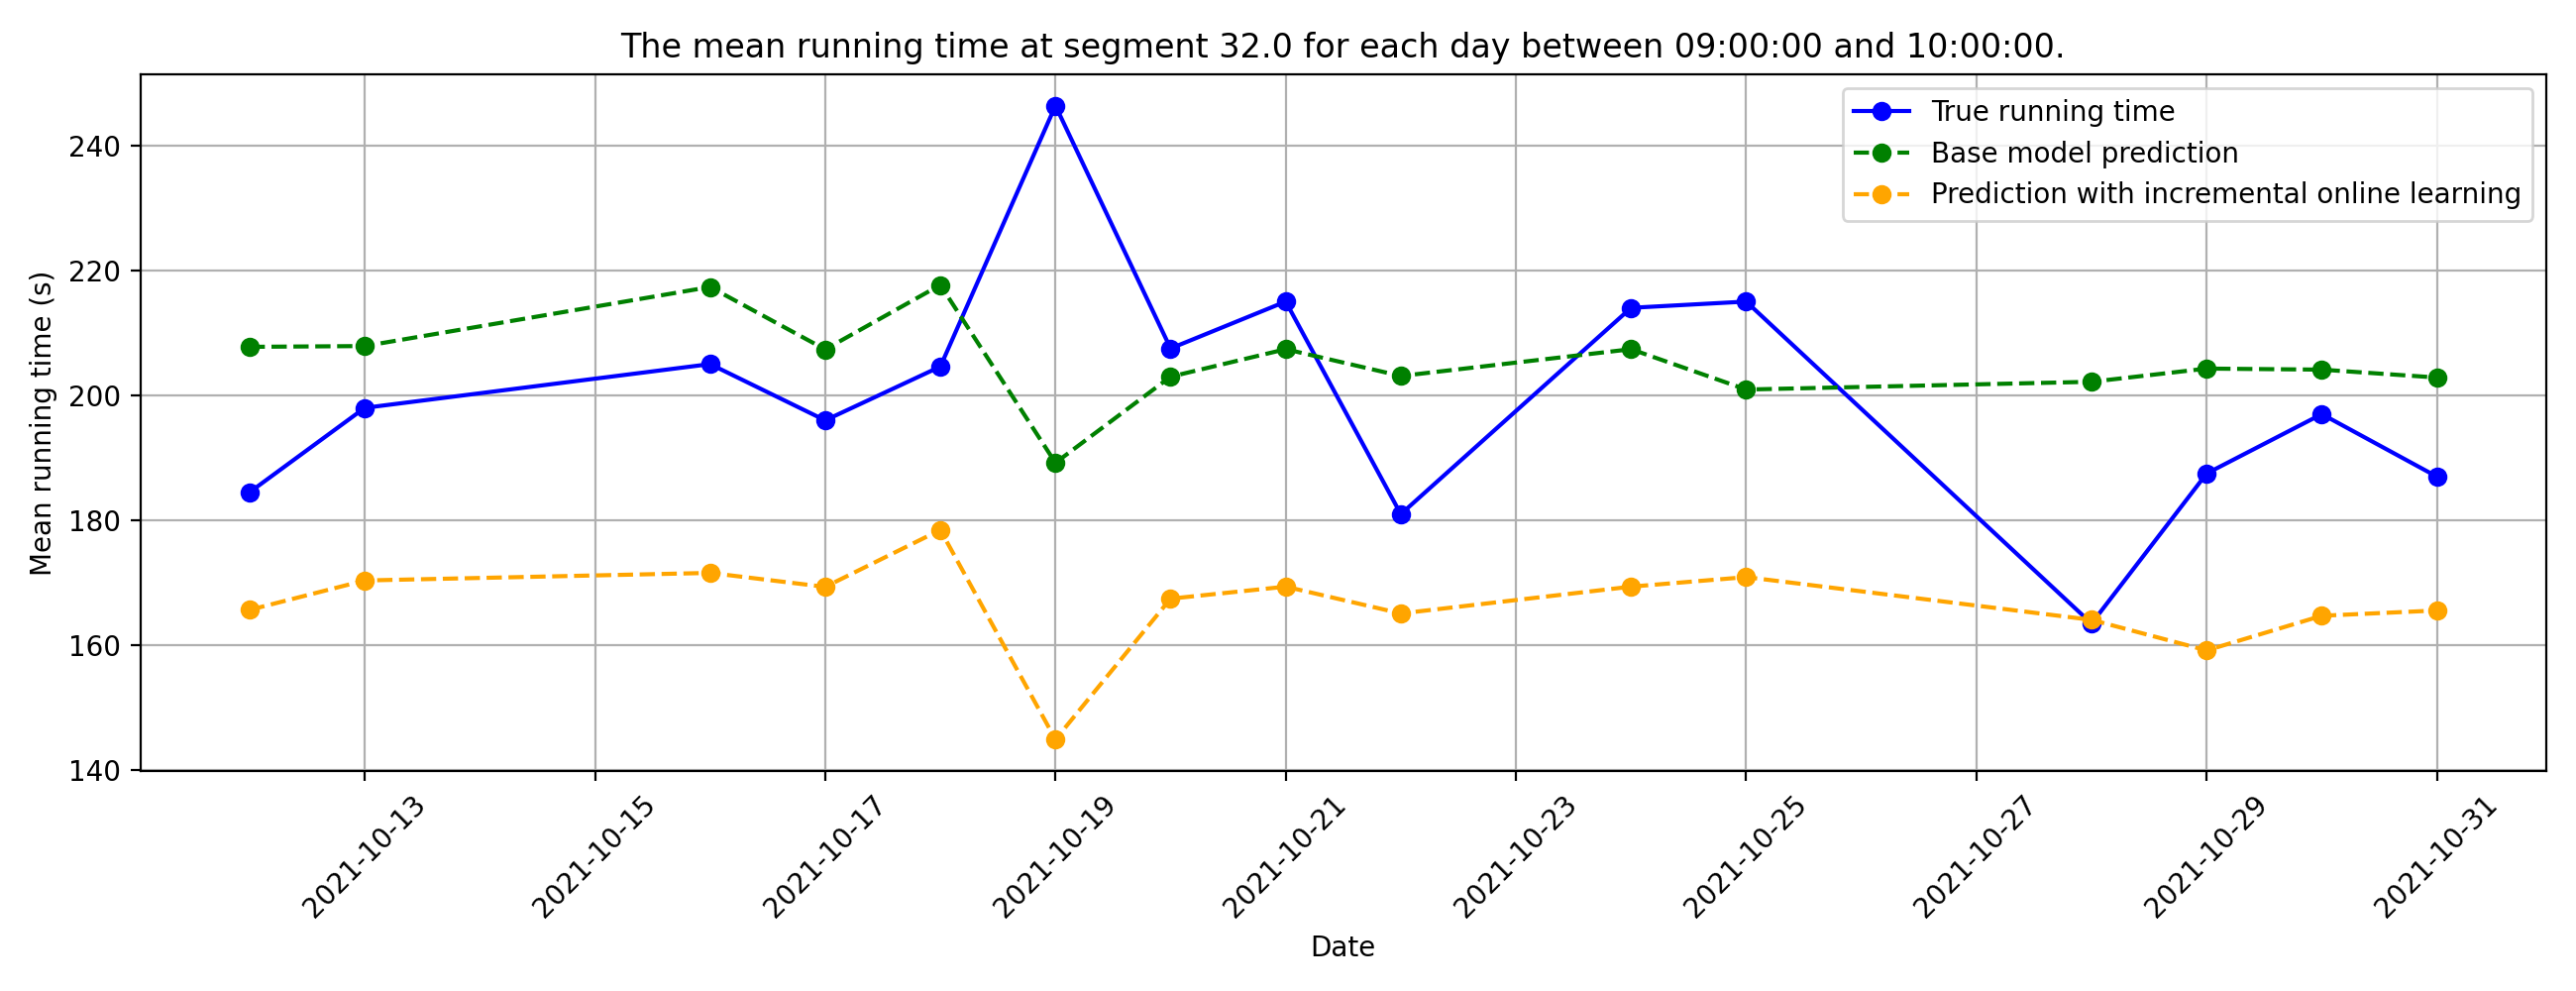 The mean running time at segment 32.0 for each day between 09:00:00 and 10:00:00.
True running time
Base model prediction
Prediction with incremental online learning
Mean running time (s)
240
220
200
180
160
140
2021-10-13
2021-10-15
2021-10-17
2021-10-19
2021-10-21
2021-10-23
2021-10-25
2021-10-27
2021-10-29
2021-10-31
Date